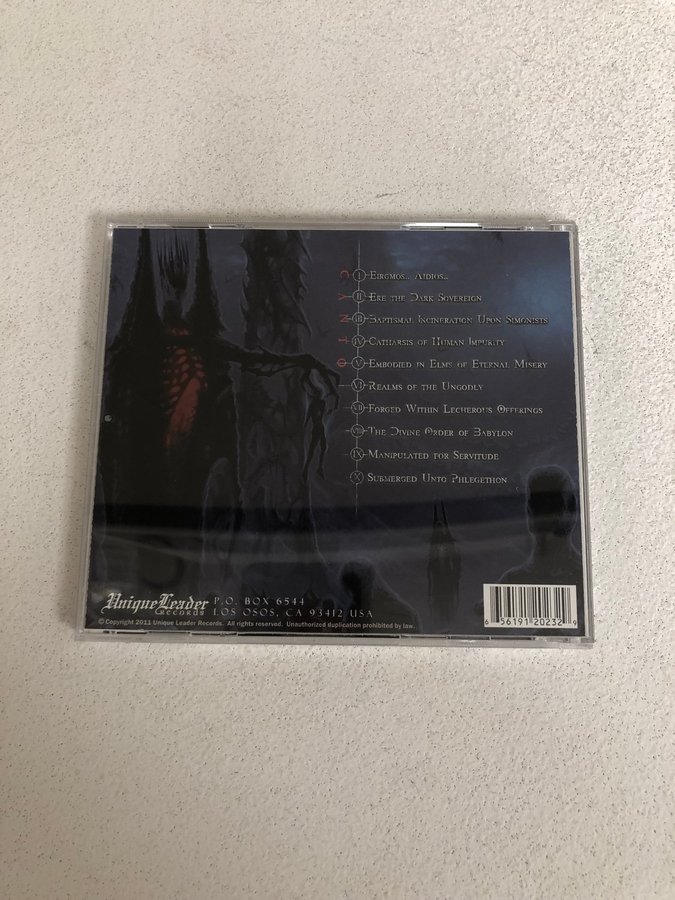 CANTO
I Eirgmos.. Aidios..
II Ere the Dark Sovereign
III Baptismal Incineration Upon Simonists
IV Catharsis of Human Impurity
V Embodied in Elms of Eternal Misery
VI Realms of the Ungodly
VII Forged Within Lecherous Offerings
VIII The Divine Order of Babylon
IX Manipulated for Servitude
X Submerged Unto Phlegethon
Unique Leader RECORDS
P.O. BOX 6544
LOS OSOS, CA 93412 USA
© Copyright 2011 Unique Leader Records. All rights reserved. Unauthorized duplication prohibited by law.
6 56191 20232 9